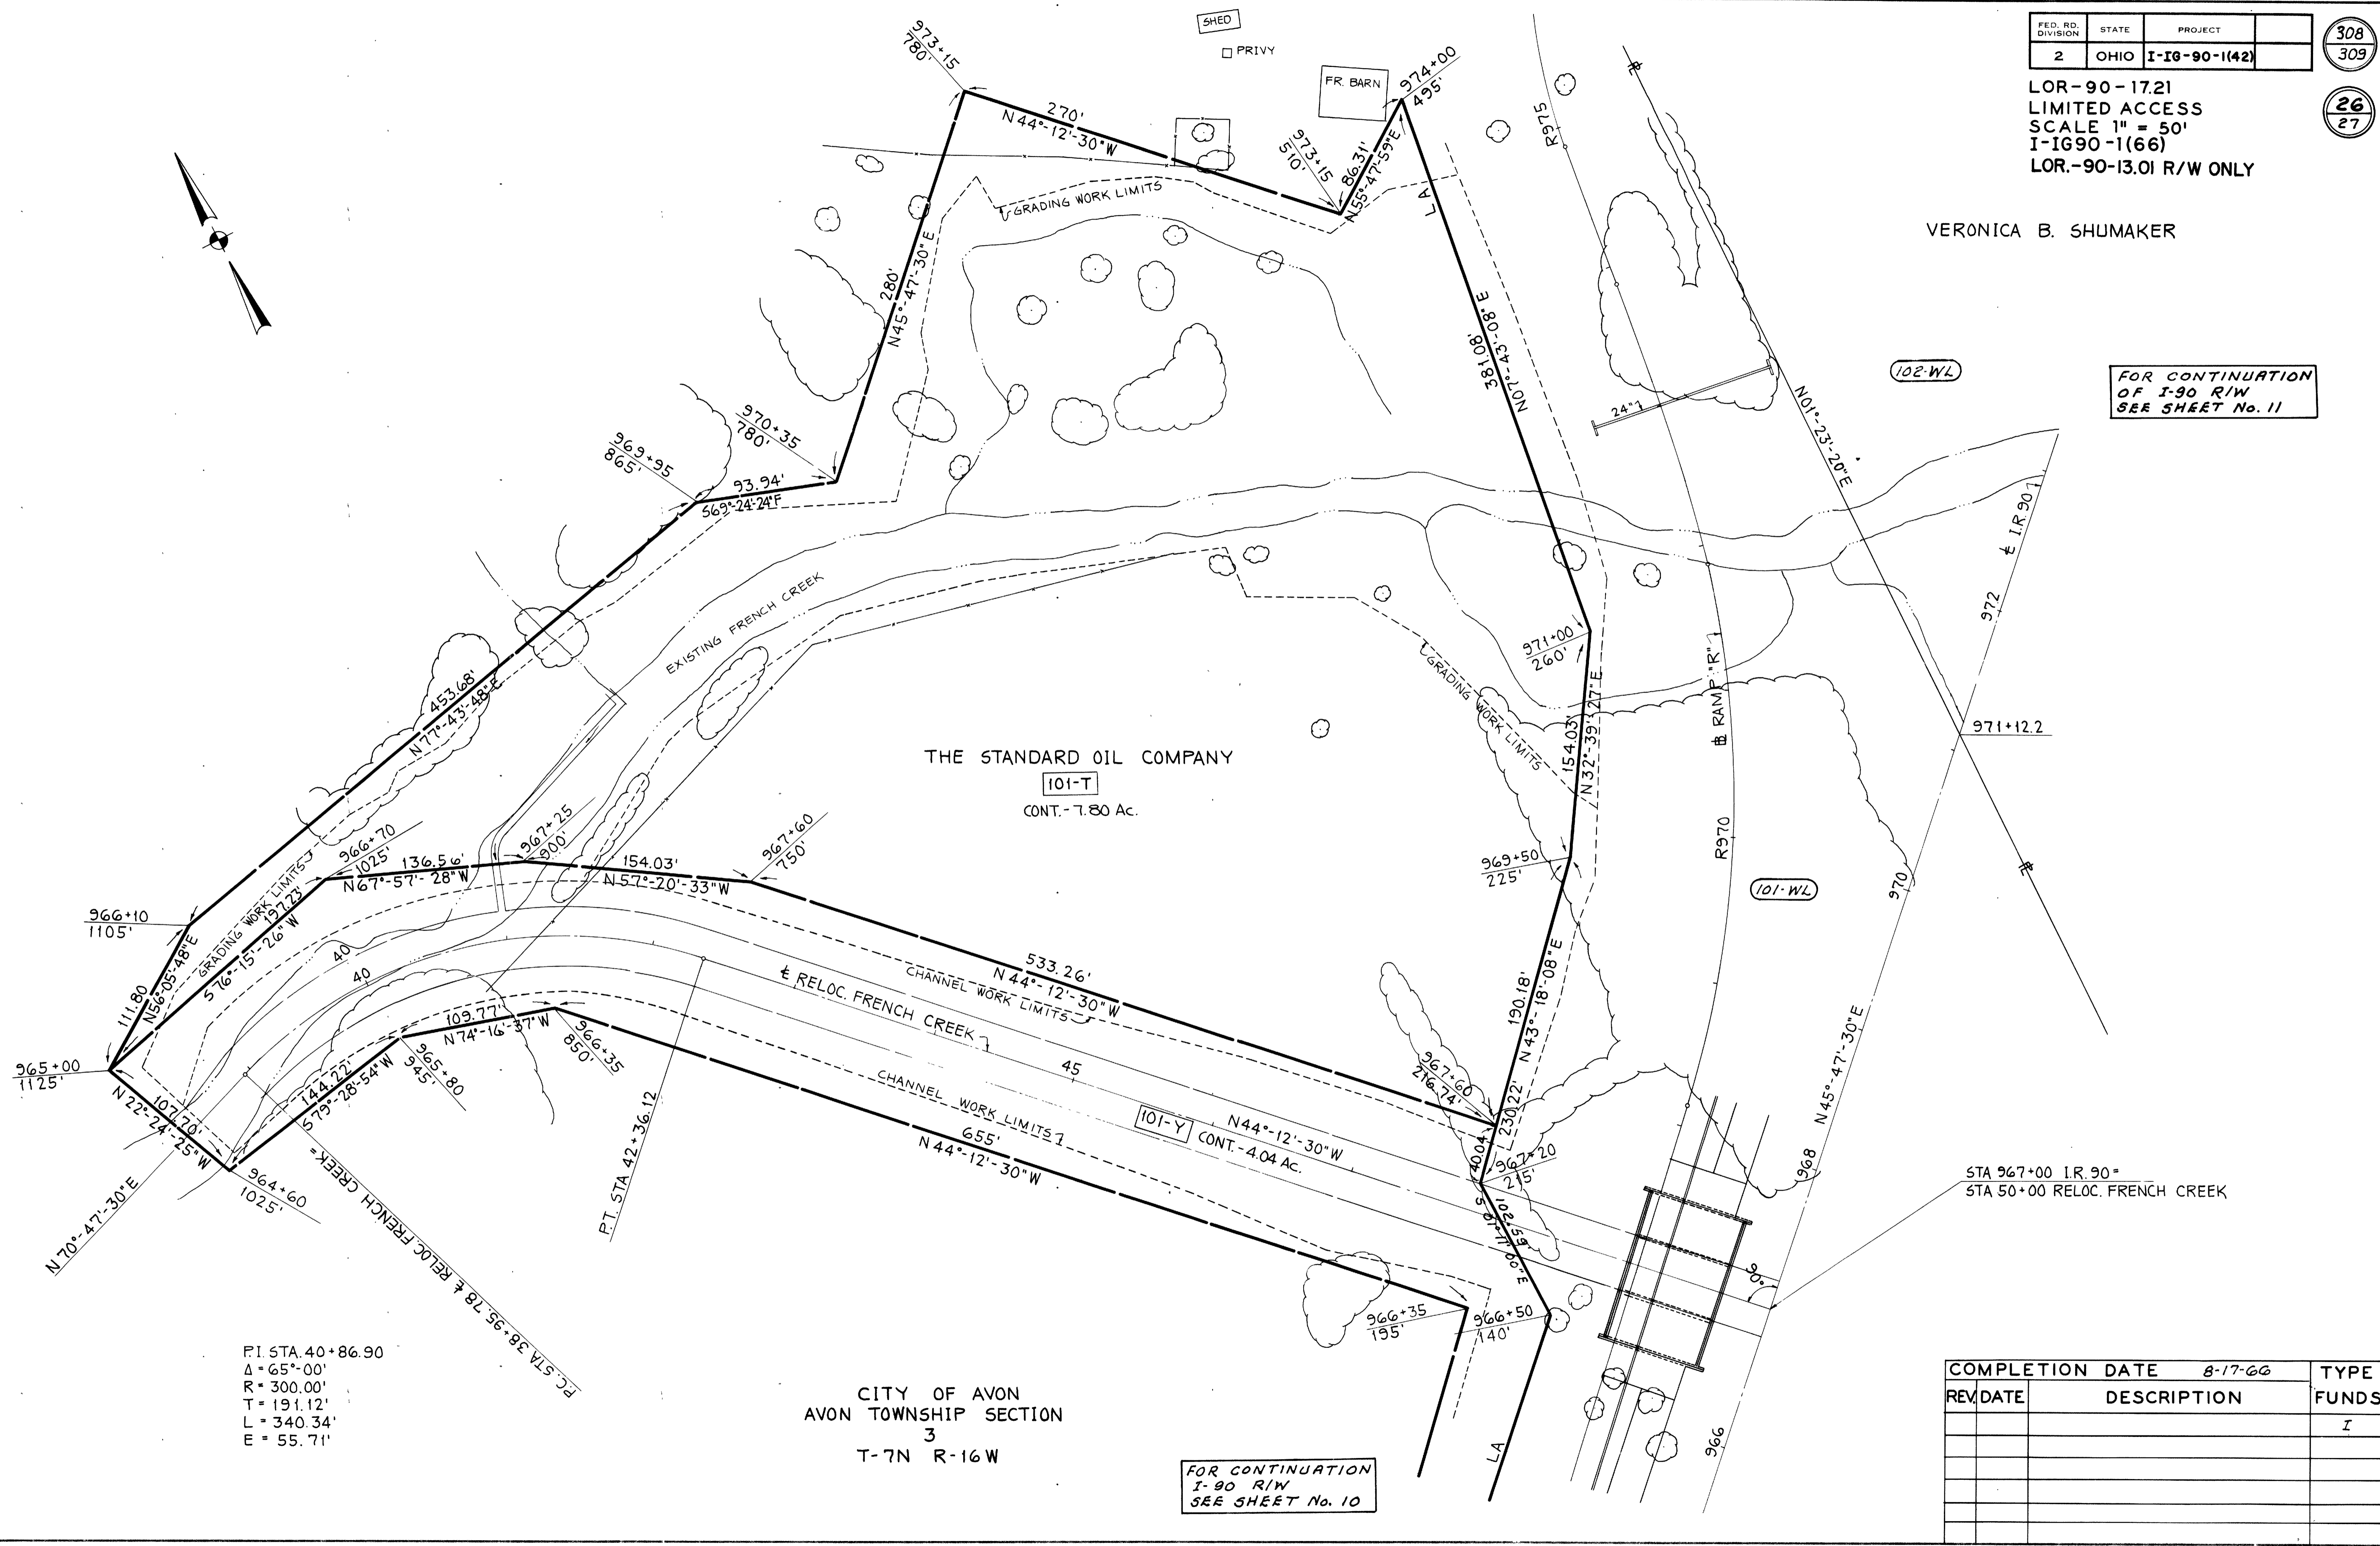 FED. RD. DIVISION STATE PROJECT
2 OHIO I-IG-90-1(42)
308
309
LOR-90-17.21
LIMITED ACCESS
SCALE 1" = 50'
I-IG90-1(66)
LOR.-90-13.01 R/W ONLY
26
27
VERONICA B. SHUMAKER
SHED
PRIVY
FR. BARN
973+15
780'
270'
N 44°-12'-30" W
973+15
510'
86.31'
N55°-47'-59"E
974+00
495'
LA
R975
GRADING WORK LIMITS
280'
N45°-47'-30" E
381.08'
N07°-43'-08" E
24"
102-WL
FOR CONTINUATION
OF I-90 R/W
SEE SHEET No. 11
N01°-23'-20"E
970+35
780'
969+95
865'
93.94'
S69°-24'-24"E
℄ I.R. 90
972
EXISTING FRENCH CREEK
971+00
260'
GRADING WORK LIMITS
154.03'
N32°-39'-27" E
RAMP "R"
971+12.2
453.68'
N77°-43'-48" E
THE STANDARD OIL COMPANY
101-T
CONT.-7.80 Ac.
966+70
1025'
967+25
900'
967+60
750'
136.56'
N67°-57'-28"W
154.03'
N57°-20'-33"W
969+50
225'
R970
101-WL
970
966+10
1105'
GRADING WORK LIMITS
197.23'
S 76°-15'-26" W
111.80
N56°-05'-48"E
40
40
533.26'
N 44°-12'-30" W
CHANNEL WORK LIMITS
℄ RELOC. FRENCH CREEK
190.18'
N 43°-18'-08" E
N 45°-47'-30" E
965+00
1125'
107.70'
N 22°-24'-25" W
144.22'
S79°-28'-54"W
109.77'
N74°-16'-37"W
965+80
945'
966+35
850'
45
CHANNEL WORK LIMITS
101-Y CONT.-4.04 Ac.
N44°-12'-30"W
655'
N 44°-12'-30" W
967+60
216.74'
230.22'
40.04
967+20
215'
102.59'
S 01°-11'-00" E
964+60
1025'
N 70°-47'-30" E
P.C. STA 38+95.78 ℄ RELOC. FRENCH CREEK =
P.T. STA 42+36.12
968
STA 967+00 I.R. 90 =
STA 50+00 RELOC. FRENCH CREEK
90°
966+35
195'
966+50
140'
P.I. STA. 40+86.90
Δ = 65°-00'
R = 300.00'
T = 191.12'
L = 340.34'
E = 55.71'
CITY OF AVON
AVON TOWNSHIP SECTION
3
T-7N R-16W
LA
966
FOR CONTINUATION
I-90 R/W
SEE SHEET No. 10
COMPLETION DATE 8-17-66 TYPE
REV. DATE DESCRIPTION FUNDS
I